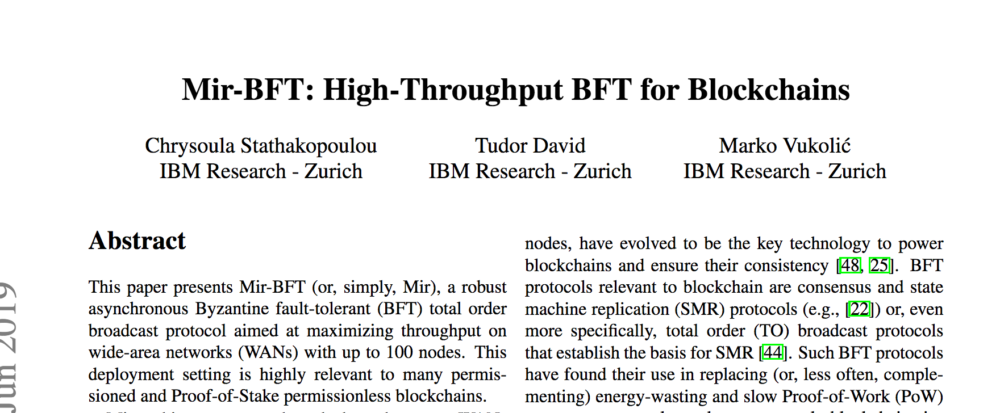 Mir-BFT: High-Throughput BFT for Blockchains
Chrysoula Stathakopoulou
IBM Research - Zurich
Tudor David
IBM Research - Zurich
Marko Vukolić
IBM Research - Zurich
Abstract
This paper presents Mir-BFT (or, simply, Mir), a robust
asynchronous Byzantine fault-tolerant (BFT) total order
broadcast protocol aimed at maximizing throughput on
wide-area networks (WANs) with up to 100 nodes. This
deployment setting is highly relevant to many permis-
sioned and Proof-of-Stake permissionless blockchains.
nodes, have evolved to be the key technology to power
blockchains and ensure their consistency [48, 25]. BFT
protocols relevant to blockchain are consensus and state
machine replication (SMR) protocols (e.g., [22]) or, even
more specifically, total order (TO) broadcast protocols
that establish the basis for SMR [44]. Such BFT protocols
have found their use in replacing (or, less often, comple-
menting) energy-wasting and slow Proof-of-Work (PoW)
Jun 2019